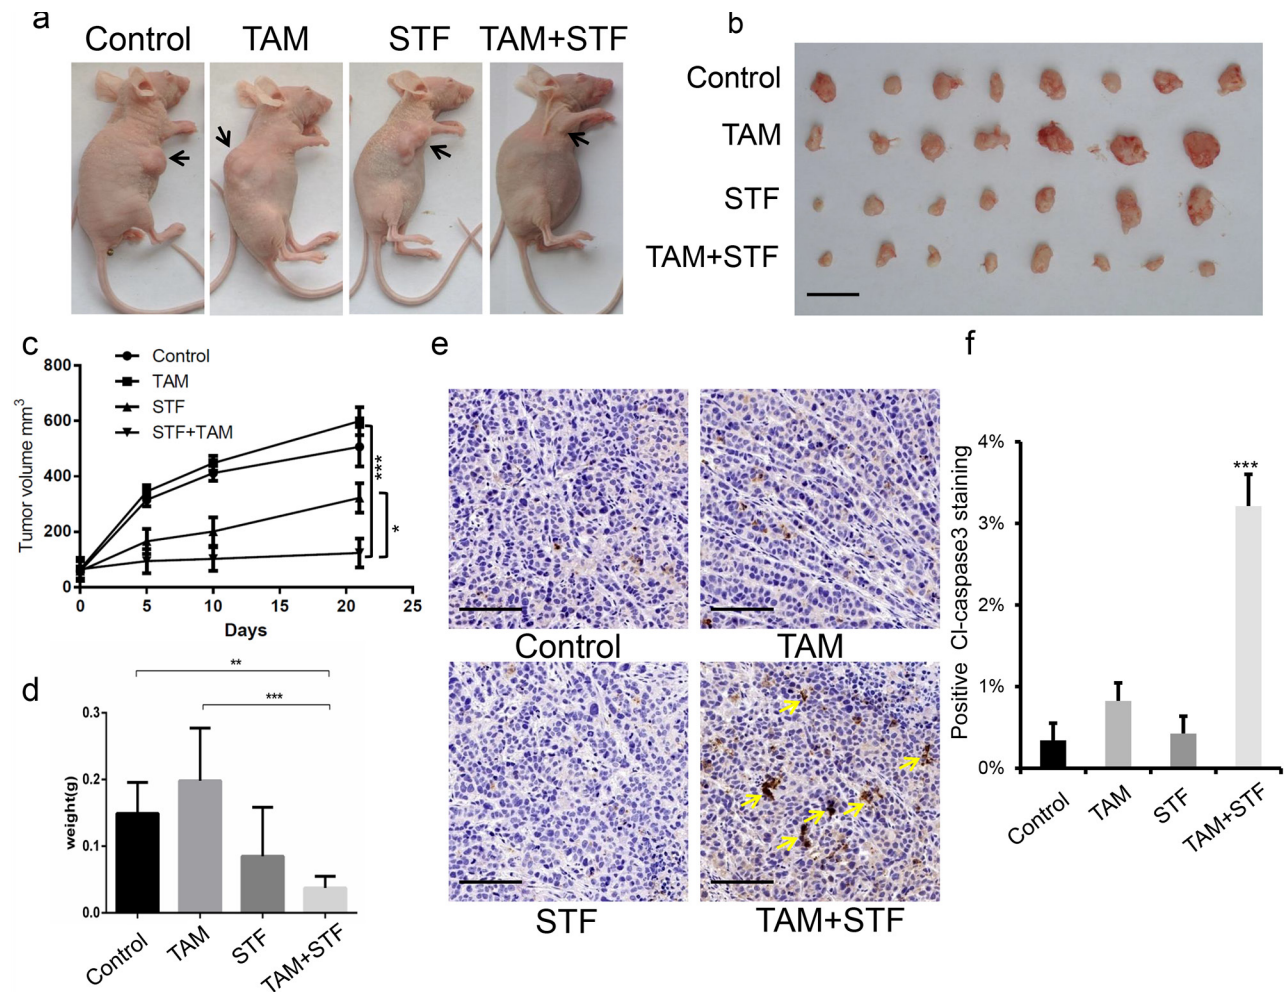 a
Control TAM STF TAM+STF
b
Control
TAM
STF
TAM+STF
c
Control
TAM
STF
STF+TAM
Tumor volume mm³
800
600
400
200
0
0 5 10 15 20 25
Days
***
*
d
**
***
weight(g)
0.3
0.2
0.1
0.0
Control TAM STF TAM+STF
e
Control TAM
STF TAM+STF
f
Positive Cl-caspase3 staining
4%
3%
2%
1%
0%
***
Control TAM STF TAM+STF